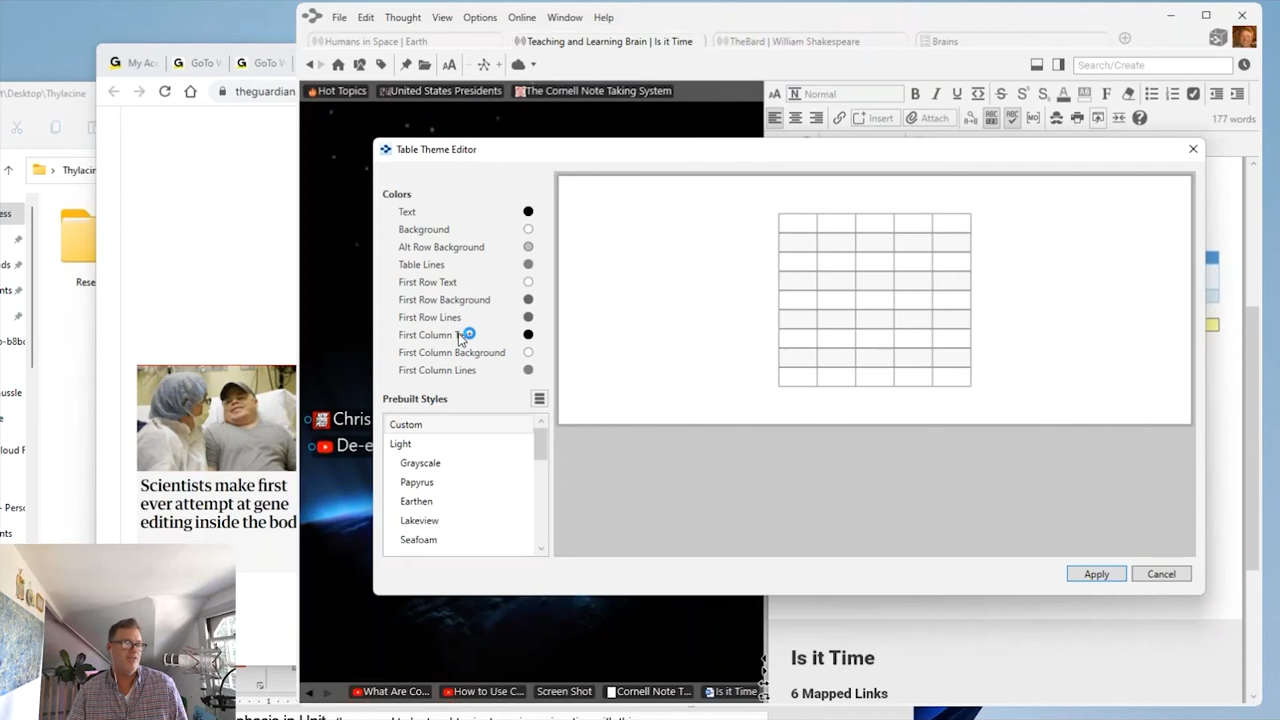 File Edit Thought View Options Online Window Help
Humans in Space | Earth
Teaching and Learning Brain | Is it Time
TheBard | William Shakespeare
Brains
Search/Create
Hot Topics
United States Presidents
The Cornell Note Taking System
Normal
Insert
Attach
177 words
My Ac
GoTo V
GoTo V
theguardian
t\Desktop\Thylacine
Thylacin
Rese
Table Theme Editor
Colors
Text
Background
Alt Row Background
Table Lines
First Row Text
First Row Background
First Row Lines
First Column T
First Column Background
First Column Lines
Prebuilt Styles
Custom
Light
Grayscale
Papyrus
Earthen
Lakeview
Seafoam
Apply
Cancel
Chris
De-e
Scientists make first
ever attempt at gene
editing inside the bod
What Are Co...
How to Use C...
Screen Shot
Cornell Note T...
Is it Time
Is it Time
6 Mapped Links